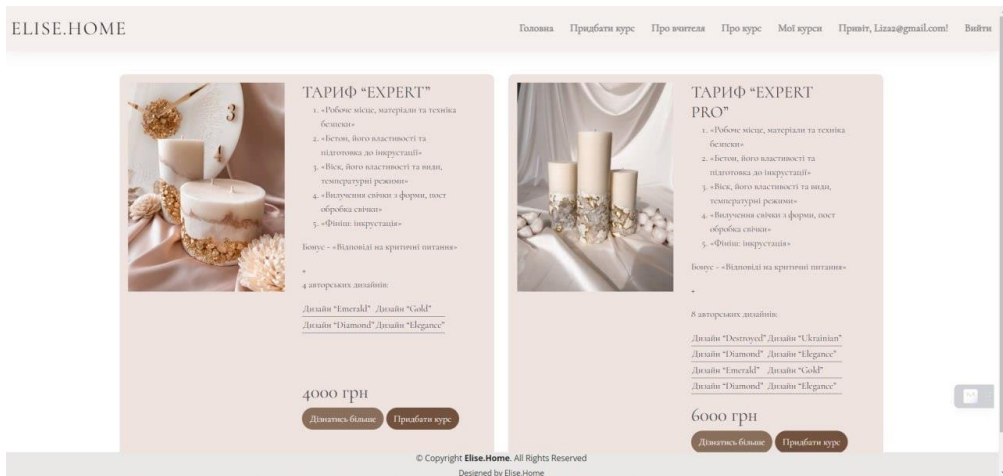 ELISE.HOME
Головна Придбати курс Про вчителя Про курс Мої курси Привіт, Lizaa@gmail.com! Вийти
ТАРИФ “EXPERT”
1. «Робоче місце, матеріали та техніка
безпеки»
2. «Бетон, його властивості та
підготовка до інкрустації»
3. «Віск, його властивості та види,
температурні режими»
4. «Вилучення свічки з форми, пост
обробка свічки»
5. «Фініш: інкрустація»
Бонус - «Відповіді на критичні питання»
+
4 авторських дизайнів:
Дизайн “Emerald” Дизайн “Gold”
Дизайн “Diamond” Дизайн “Elegance”
4000 грн
Дізнатись більше Придбати курс
ТАРИФ “EXPERT
PRO”
1. «Робоче місце, матеріали та техніка
безпеки»
2. «Бетон, його властивості та
підготовка до інкрустації»
3. «Віск, його властивості та види,
температурні режими»
4. «Вилучення свічки з форми, пост
обробка свічки»
5. «Фініш: інкрустація»
Бонус - «Відповіді на критичні питання»
+
8 авторських дизайнів:
Дизайн “Destroyed” Дизайн “Ukrainian”
Дизайн “Diamond” Дизайн “Elegance”
Дизайн “Emerald” Дизайн “Gold”
Дизайн “Diamond” Дизайн “Elegance”
6000 грн
Дізнатись більше Придбати курс
© Copyright Elise.Home. All Rights Reserved
Designed by Elise.Home